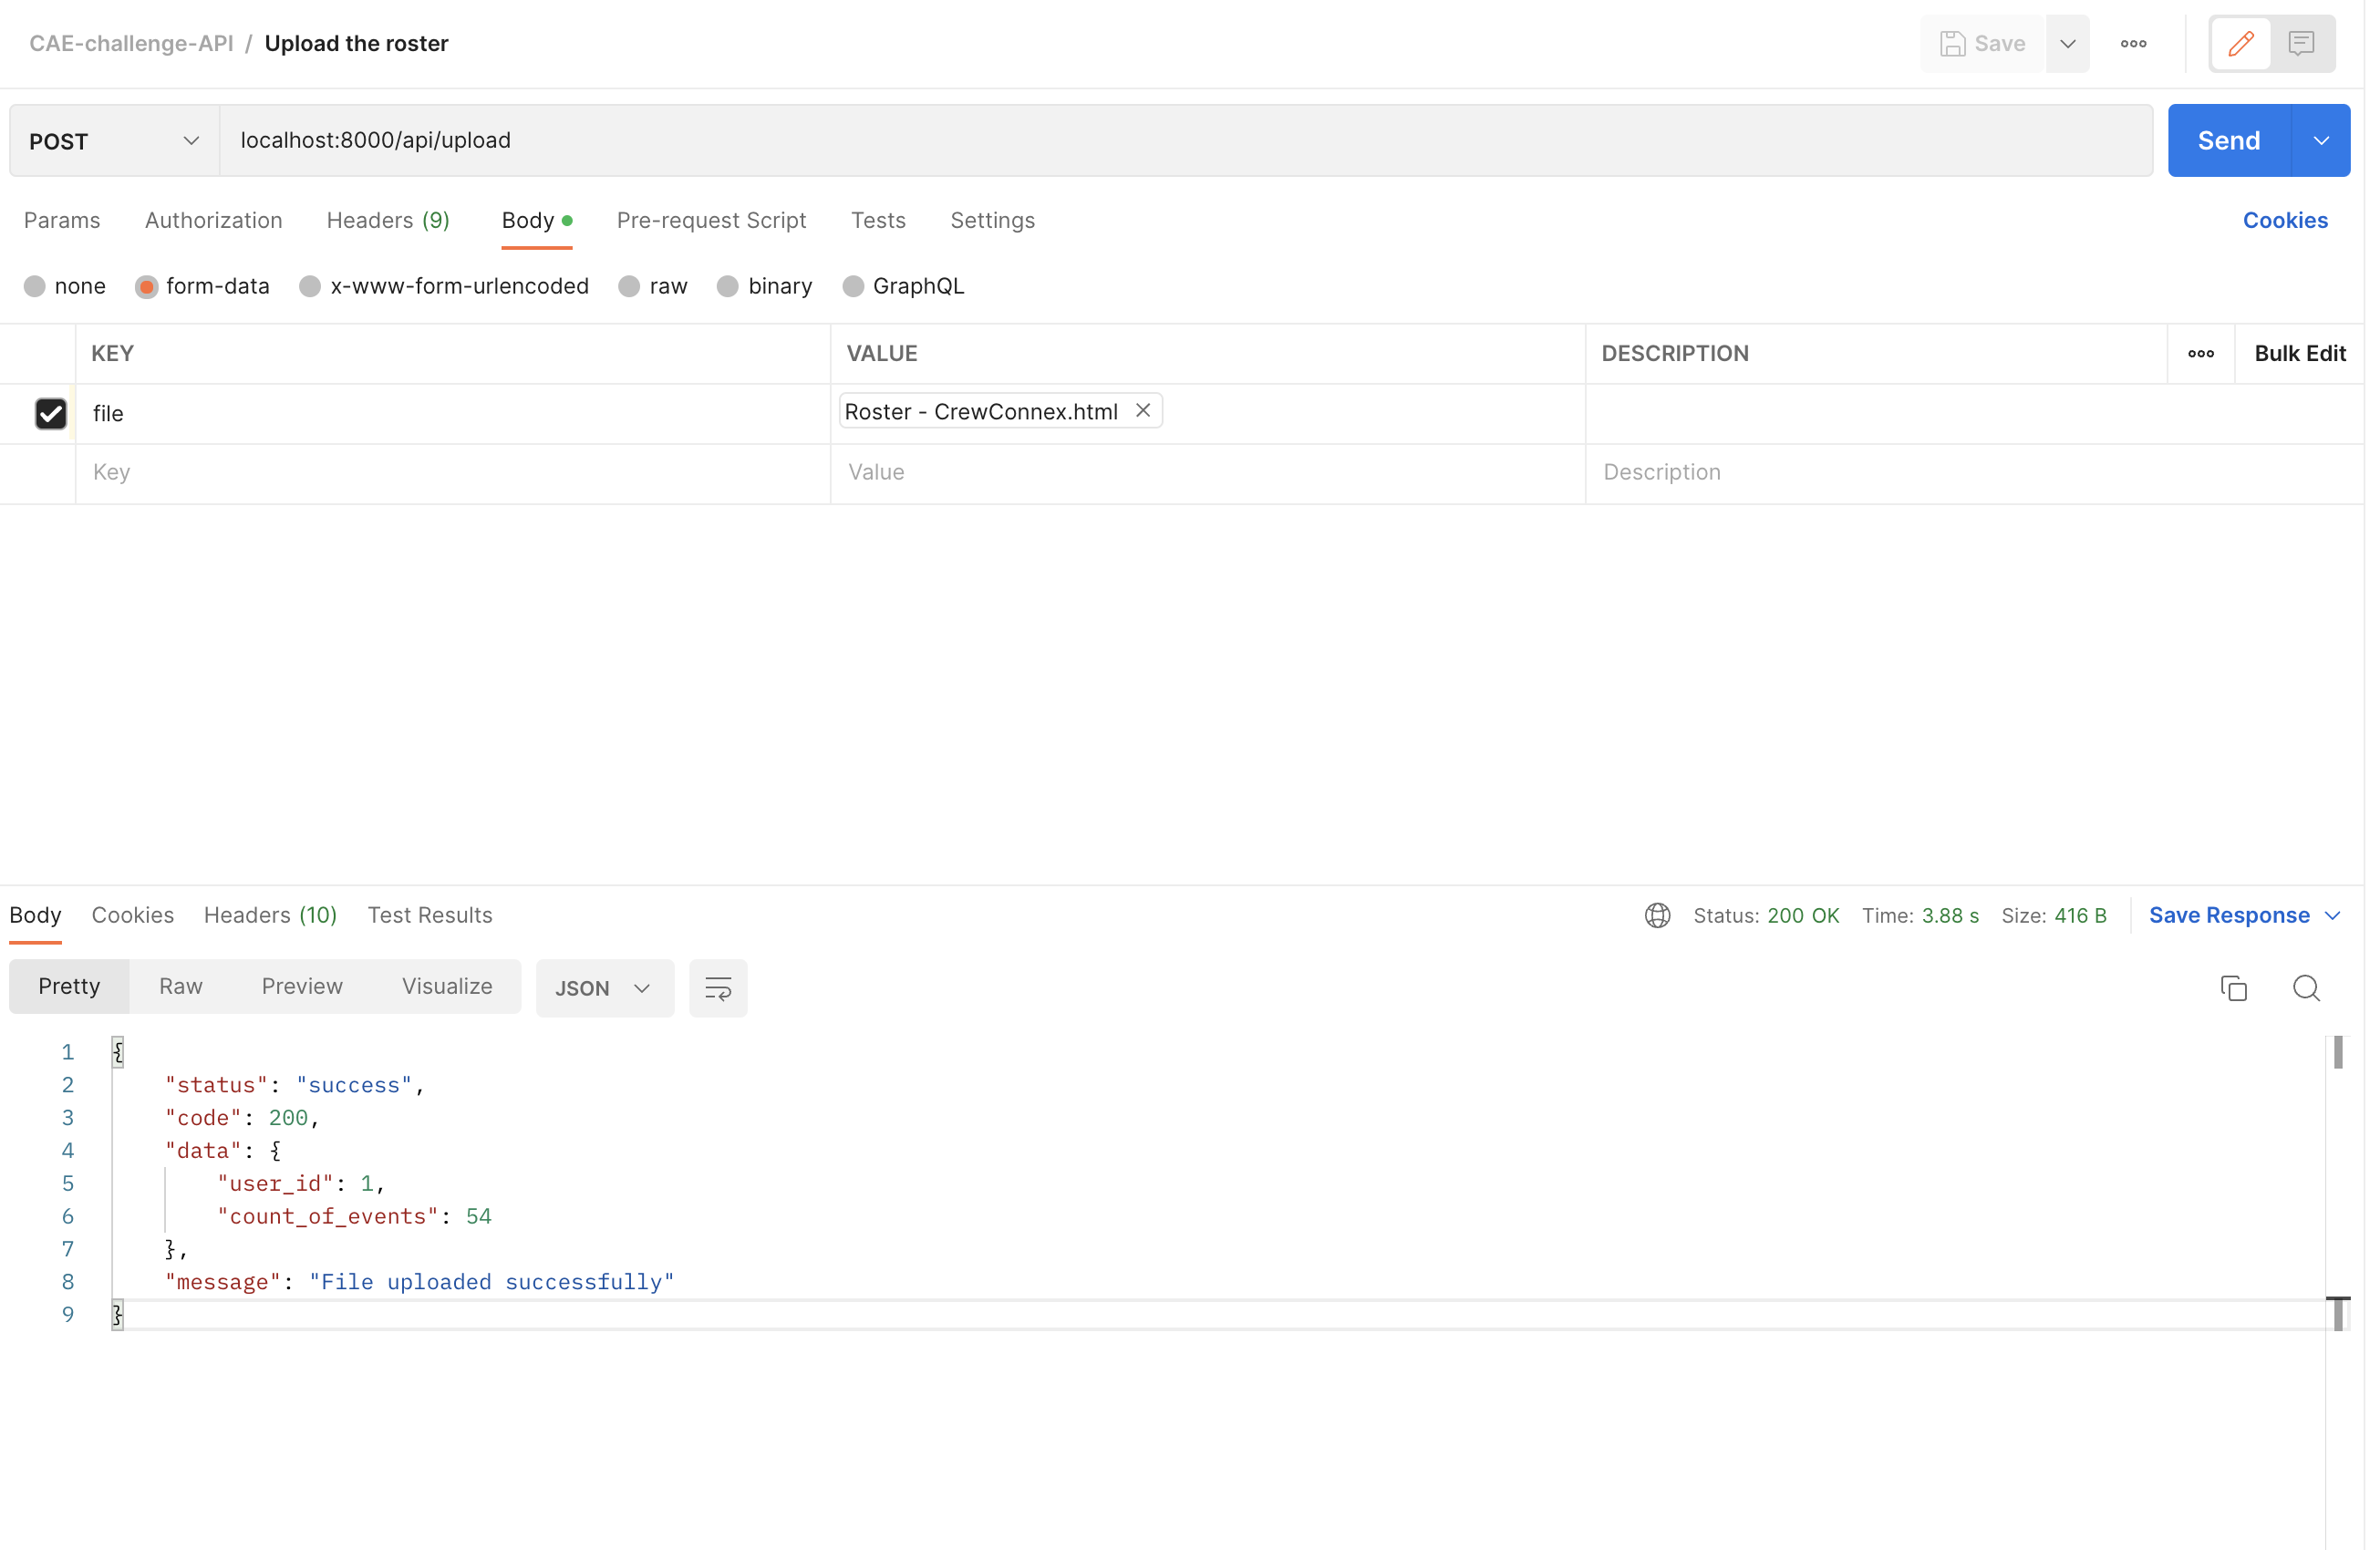 CAE-challenge-API / Upload the roster
Save
POST
localhost:8000/api/upload
Send
Params Authorization Headers (9) Body Pre-request Script Tests Settings Cookies
none form-data x-www-form-urlencoded raw binary GraphQL
KEY VALUE DESCRIPTION Bulk Edit
file Roster - CrewConnex.html
Key Value Description
Body Cookies Headers (10) Test Results Status: 200 OK Time: 3.88 s Size: 416 B Save Response
Pretty Raw Preview Visualize JSON
1 {
2 "status": "success",
3 "code": 200,
4 "data": {
5 "user_id": 1,
6 "count_of_events": 54
7 },
8 "message": "File uploaded successfully"
9 }